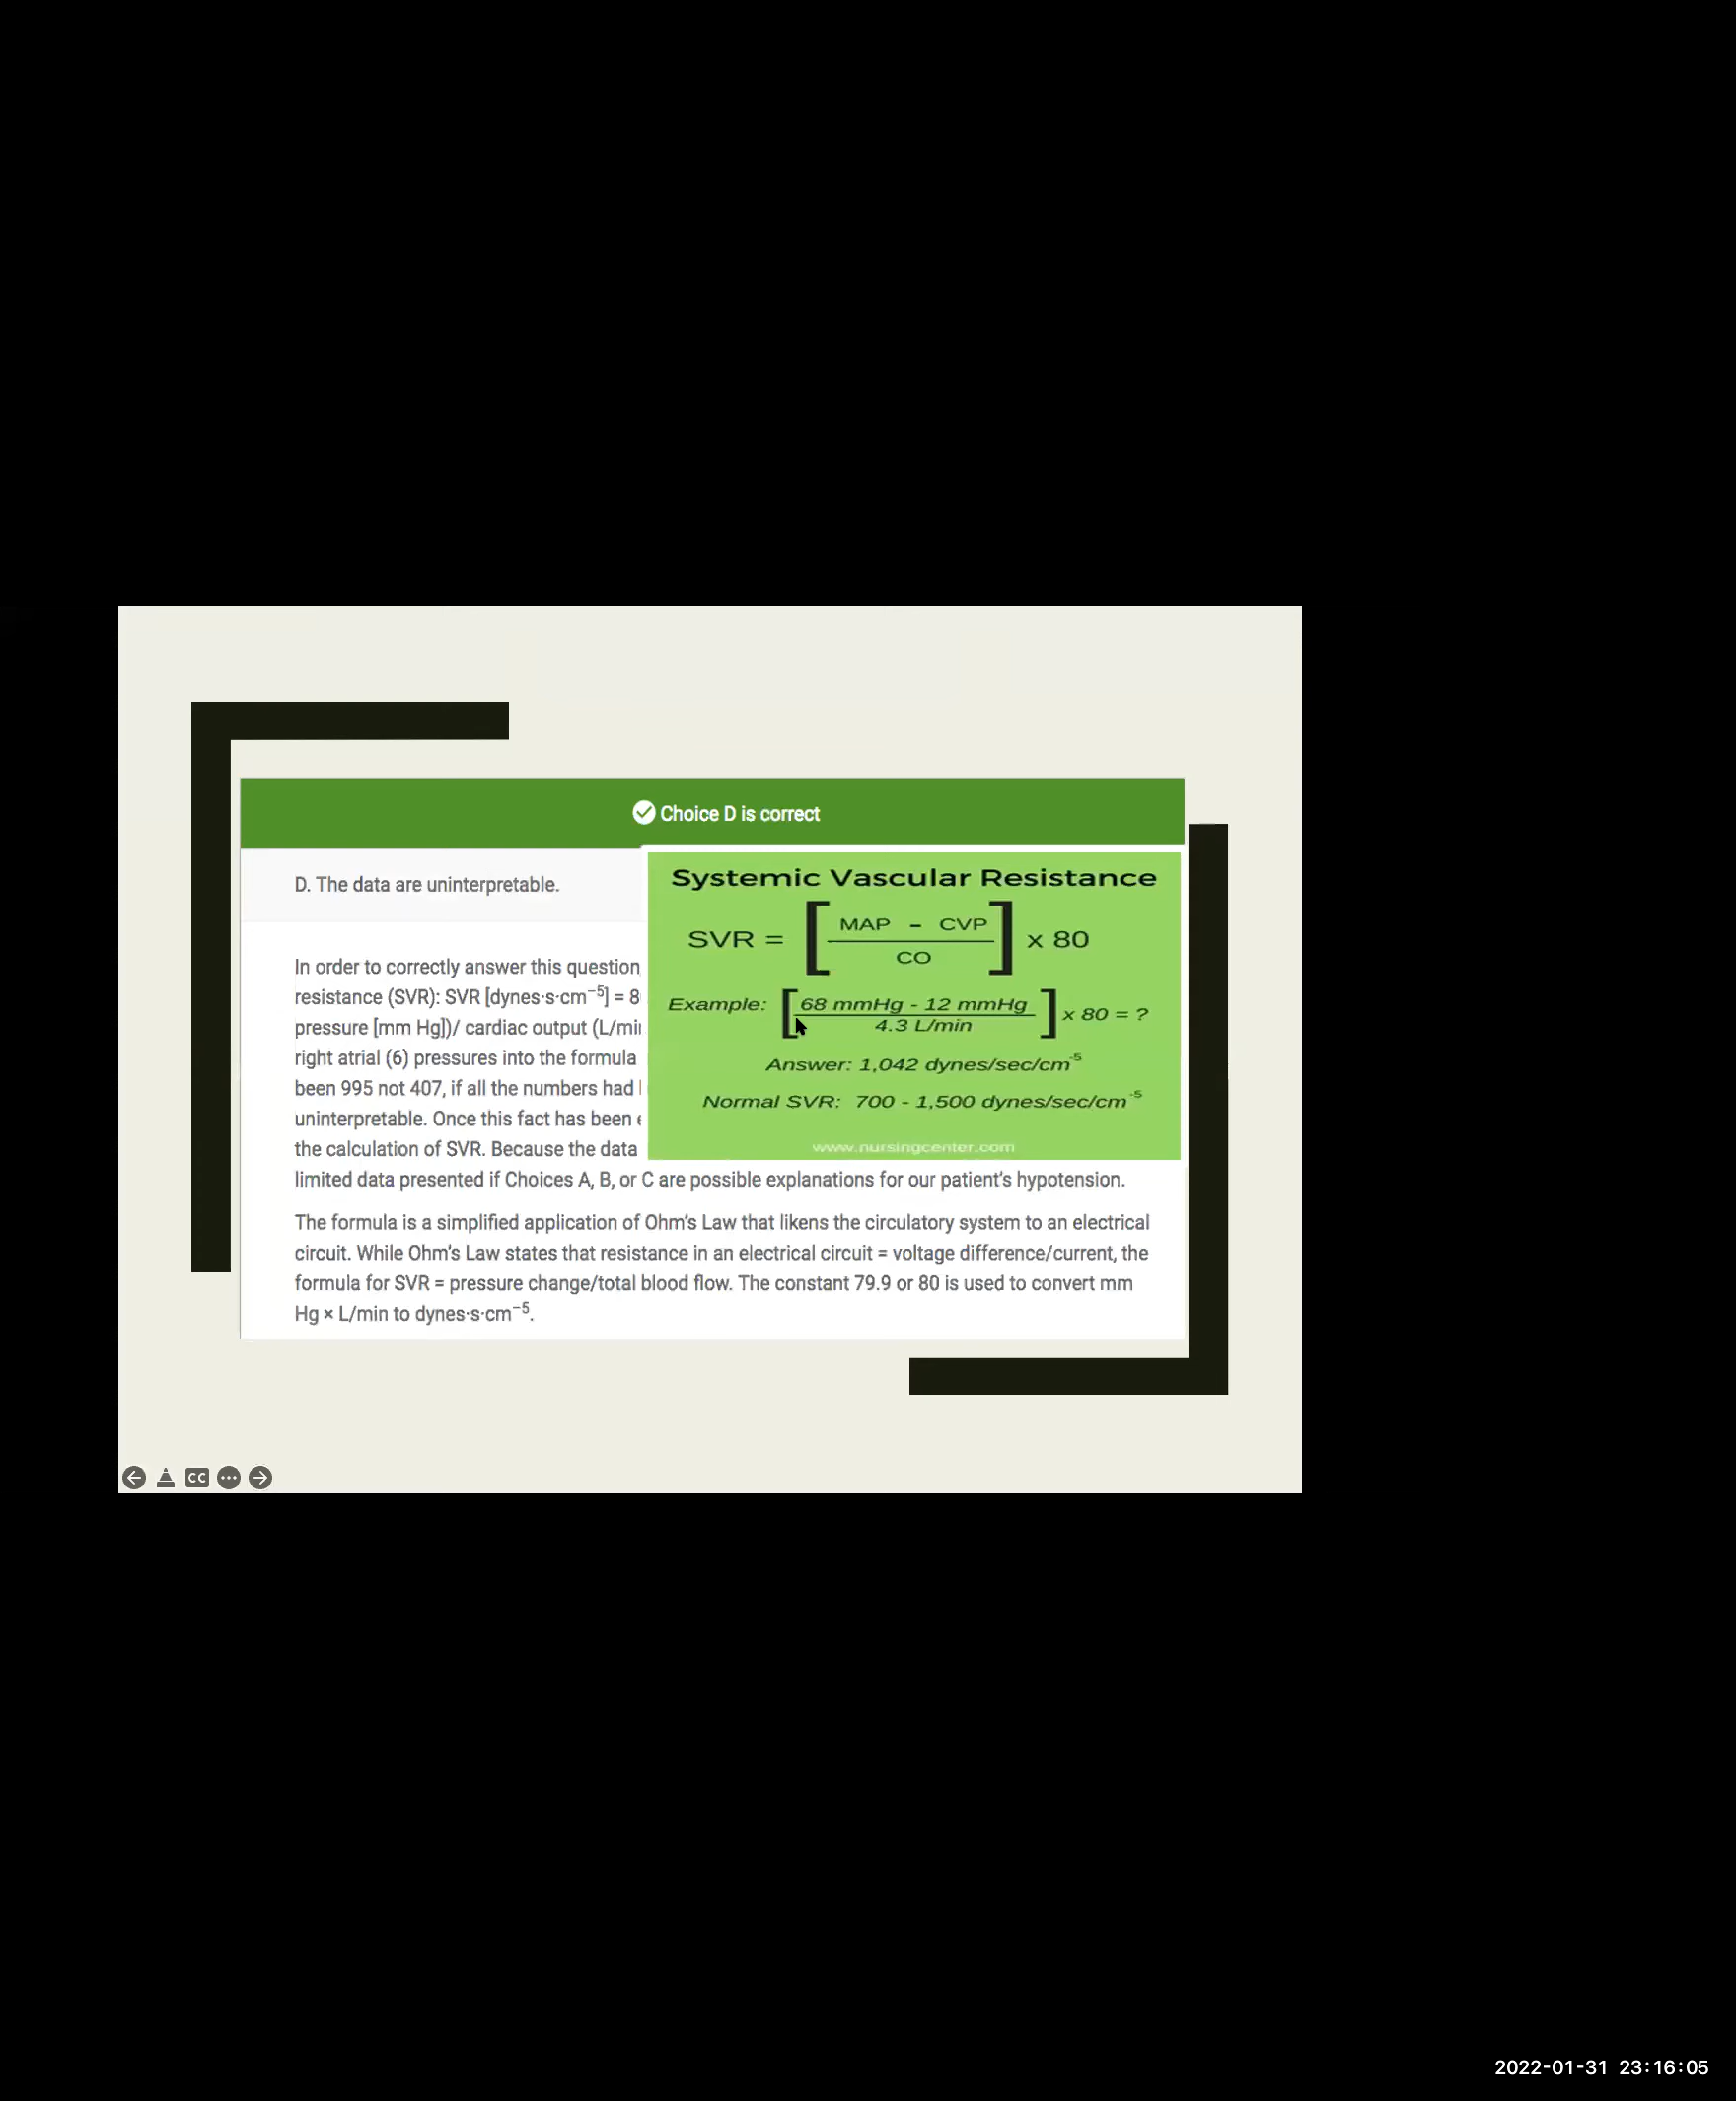 Choice D is correct
D. The data are uninterpretable.
In order to correctly answer this question
resistance (SVR): SVR [dynes·s·cm⁻⁵] = 8
pressure [mm Hg])/ cardiac output (L/mi
right atrial (6) pressures into the formula
been 995 not 407, if all the numbers had
uninterpretable. Once this fact has been
the calculation of SVR. Because the data
limited data presented if Choices A, B, or C are possible explanations for our patient's hypotension.
The formula is a simplified application of Ohm's Law that likens the circulatory system to an electrical
circuit. While Ohm's Law states that resistance in an electrical circuit = voltage difference/current, the
formula for SVR = pressure change/total blood flow. The constant 79.9 or 80 is used to convert mm
Hg × L/min to dynes·s·cm⁻⁵.
Systemic Vascular Resistance
SVR = [ MAP - CVP
CO ] x 80
Example: [ 68 mmHg - 12 mmHg
4.3 L/min ] x 80 = ?
Answer: 1,042 dynes/sec/cm⁻⁵
Normal SVR: 700 - 1,500 dynes/sec/cm⁻⁵
www.nursingcenter.com
CC
2022-01-31 23:16:05